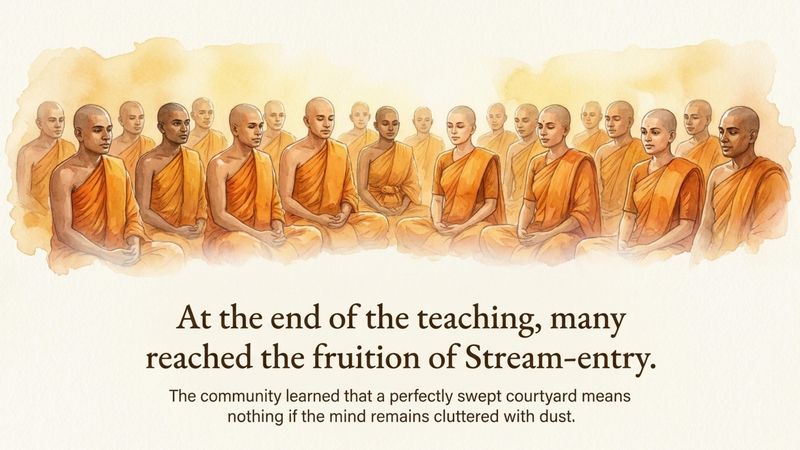 At the end of the teaching, many
reached the fruition of Stream-entry.
The community learned that a perfectly swept courtyard means
nothing if the mind remains cluttered with dust.